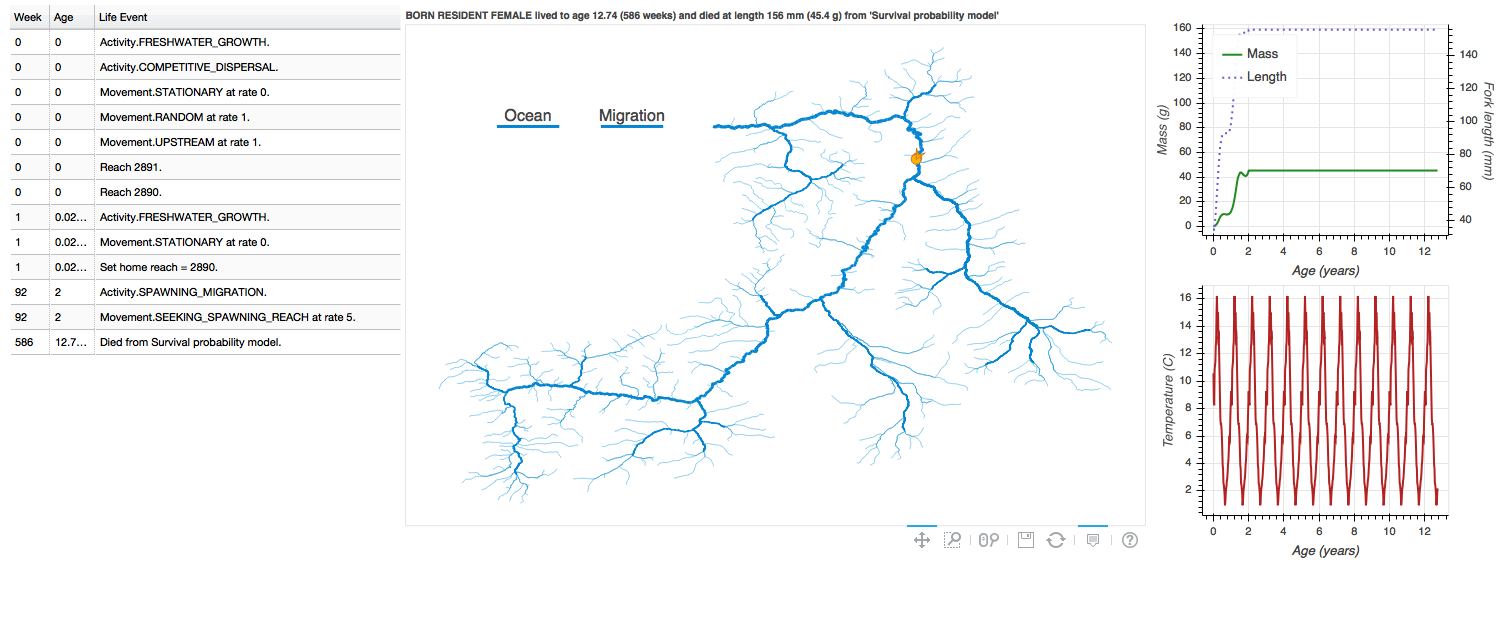 Week Age Life Event
0 0 Activity.FRESHWATER_GROWTH.
0 0 Activity.COMPETITIVE_DISPERSAL.
0 0 Movement.STATIONARY at rate 0.
0 0 Movement.RANDOM at rate 1.
0 0 Movement.UPSTREAM at rate 1.
0 0 Reach 2891.
0 0 Reach 2890.
1 0.02... Activity.FRESHWATER_GROWTH.
1 0.02... Movement.STATIONARY at rate 0.
1 0.02... Set home reach = 2890.
92 2 Activity.SPAWNING_MIGRATION.
92 2 Movement.SEEKING_SPAWNING_REACH at rate 5.
586 12.7... Died from Survival probability model.
BORN RESIDENT FEMALE lived to age 12.74 (586 weeks) and died at length 156 mm (45.4 g) from 'Survival probability model'
Ocean Migration
Mass (g)
160
140
120
100
80
60
40
20
0
Mass
Length
140
120
100
80
60
40
Fork length (mm)
0 2 4 6 8 10 12
Age (years)
Temperature (C)
16
14
12
10
8
6
4
2
0 2 4 6 8 10 12
Age (years)